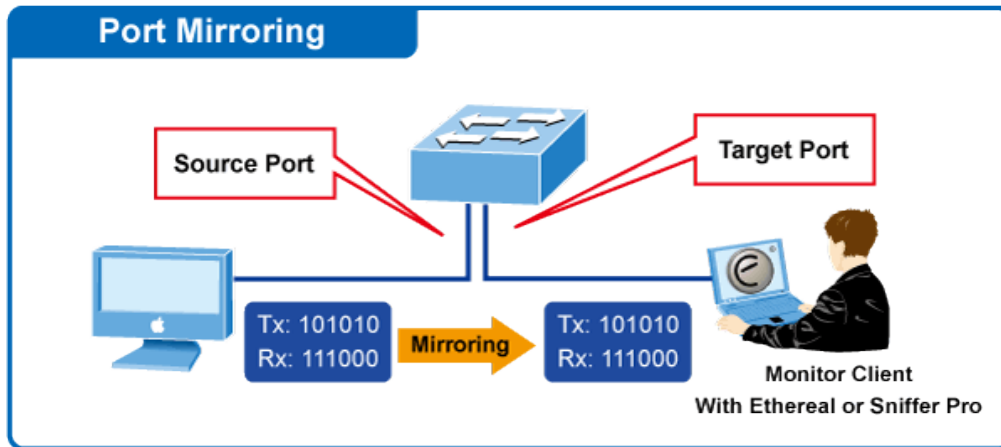 Port Mirroring
Source Port
Target Port
Tx: 101010
Rx: 111000
Mirroring
Tx: 101010
Rx: 111000
Monitor Client
With Ethereal or Sniffer Pro